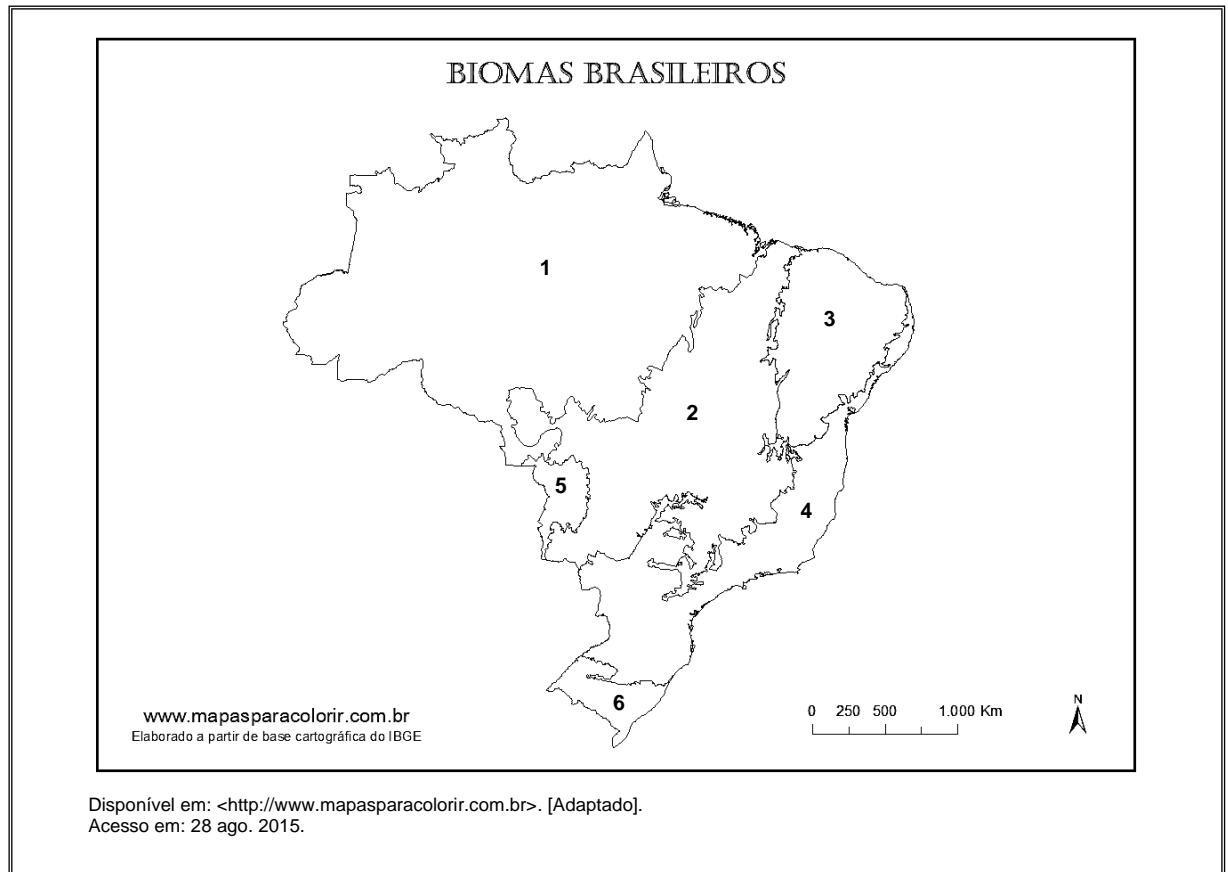 BIOMAS BRASILEIROS
1
3
2
5
4
6
www.mapasparacolorir.com.br
Elaborado a partir de base cartográfica do IBGE
0 250 500 1.000 Km
N
Disponível em: <http://www.mapasparacolorir.com.br>. [Adaptado].
Acesso em: 28 ago. 2015.